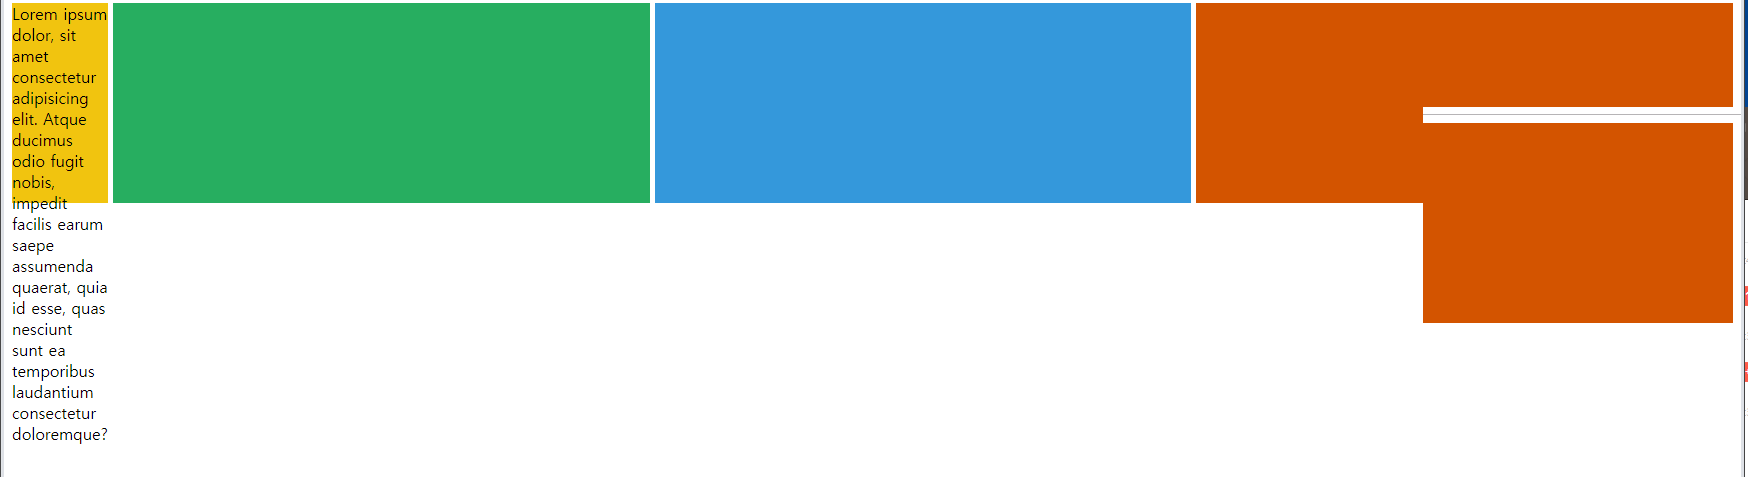 Lorem ipsum
dolor, sit
amet
consectetur
adipisicing
elit. Atque
ducimus
odio fugit
nobis,
impedit
facilis earum
saepe
assumenda
quaerat, quia
id esse, quas
nesciunt
sunt ea
temporibus
laudantium
consectetur
doloremque?